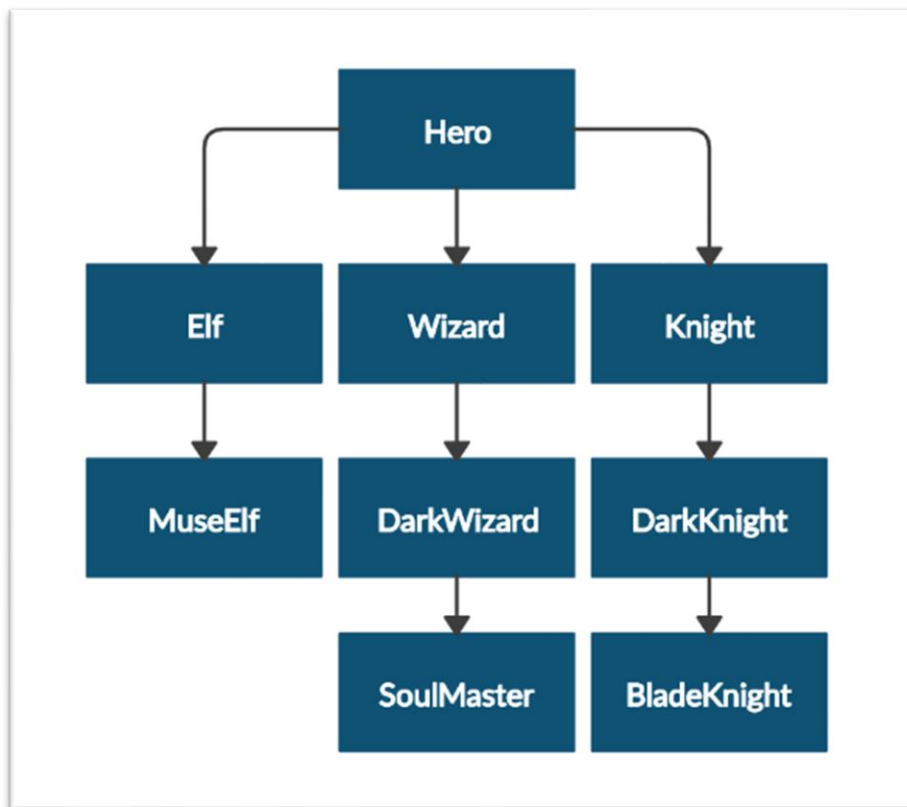 Hero
Elf
Wizard
Knight
MuseElf
DarkWizard
DarkKnight
SoulMaster
BladeKnight